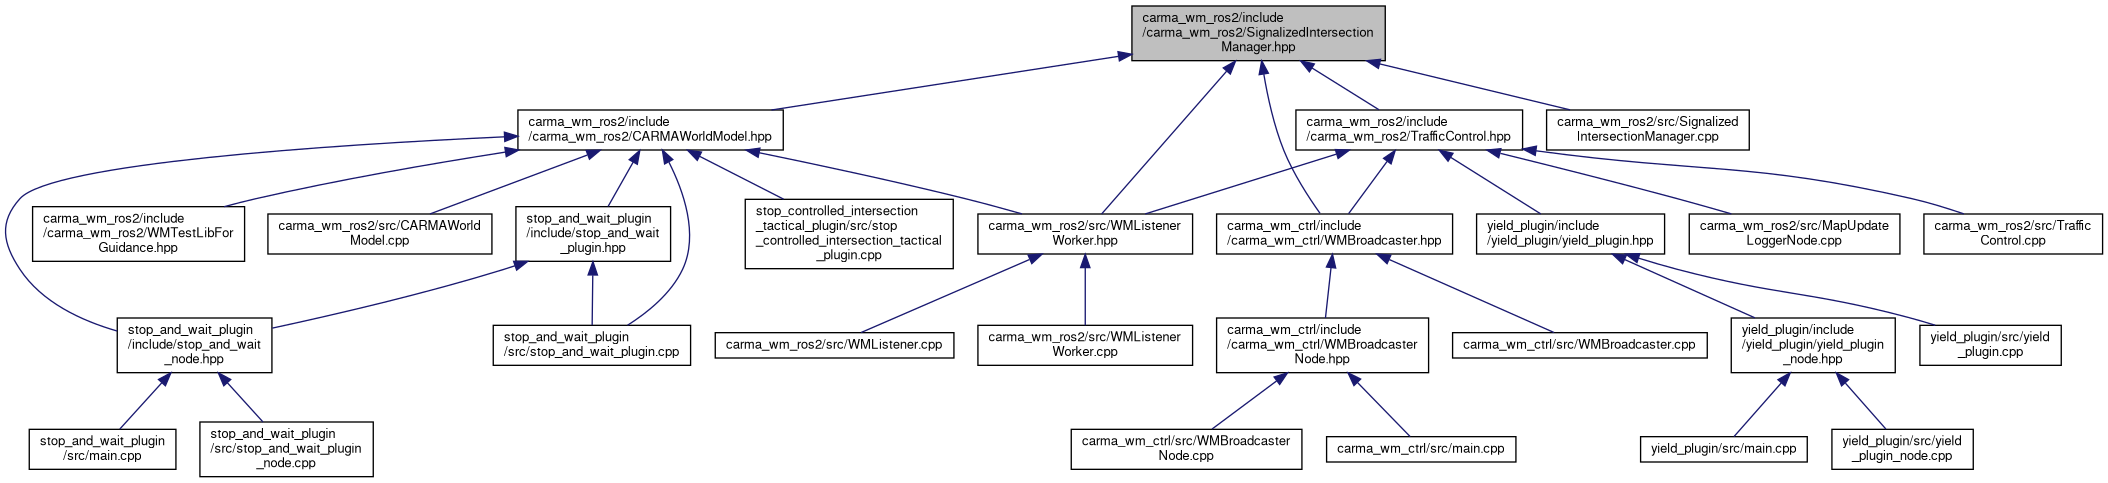 carma_wm_ros2/include
/carma_wm_ros2/SignalizedIntersection
Manager.hpp
carma_wm_ros2/include
/carma_wm_ros2/CARMAWorldModel.hpp
carma_wm_ros2/include
/carma_wm_ros2/TrafficControl.hpp
carma_wm_ros2/src/Signalized
IntersectionManager.cpp
carma_wm_ros2/include
/carma_wm_ros2/WMTestLibFor
Guidance.hpp
carma_wm_ros2/src/CARMAWorld
Model.cpp
stop_and_wait_plugin
/include/stop_and_wait
_plugin.hpp
stop_controlled_intersection
_tactical_plugin/src/stop
_controlled_intersection_tactical
_plugin.cpp
carma_wm_ros2/src/WMListener
Worker.hpp
carma_wm_ctrl/include
/carma_wm_ctrl/WMBroadcaster.hpp
yield_plugin/include
/yield_plugin/yield_plugin.hpp
carma_wm_ros2/src/MapUpdate
LoggerNode.cpp
carma_wm_ros2/src/Traffic
Control.cpp
stop_and_wait_plugin
/include/stop_and_wait
_node.hpp
stop_and_wait_plugin
/src/stop_and_wait_plugin.cpp
carma_wm_ros2/src/WMListener.cpp
carma_wm_ros2/src/WMListener
Worker.cpp
carma_wm_ctrl/include
/carma_wm_ctrl/WMBroadcaster
Node.hpp
carma_wm_ctrl/src/WMBroadcaster.cpp
yield_plugin/include
/yield_plugin/yield_plugin
_node.hpp
yield_plugin/src/yield
_plugin.cpp
stop_and_wait_plugin
/src/main.cpp
stop_and_wait_plugin
/src/stop_and_wait_plugin
_node.cpp
carma_wm_ctrl/src/WMBroadcaster
Node.cpp
carma_wm_ctrl/src/main.cpp
yield_plugin/src/main.cpp
yield_plugin/src/yield
_plugin_node.cpp